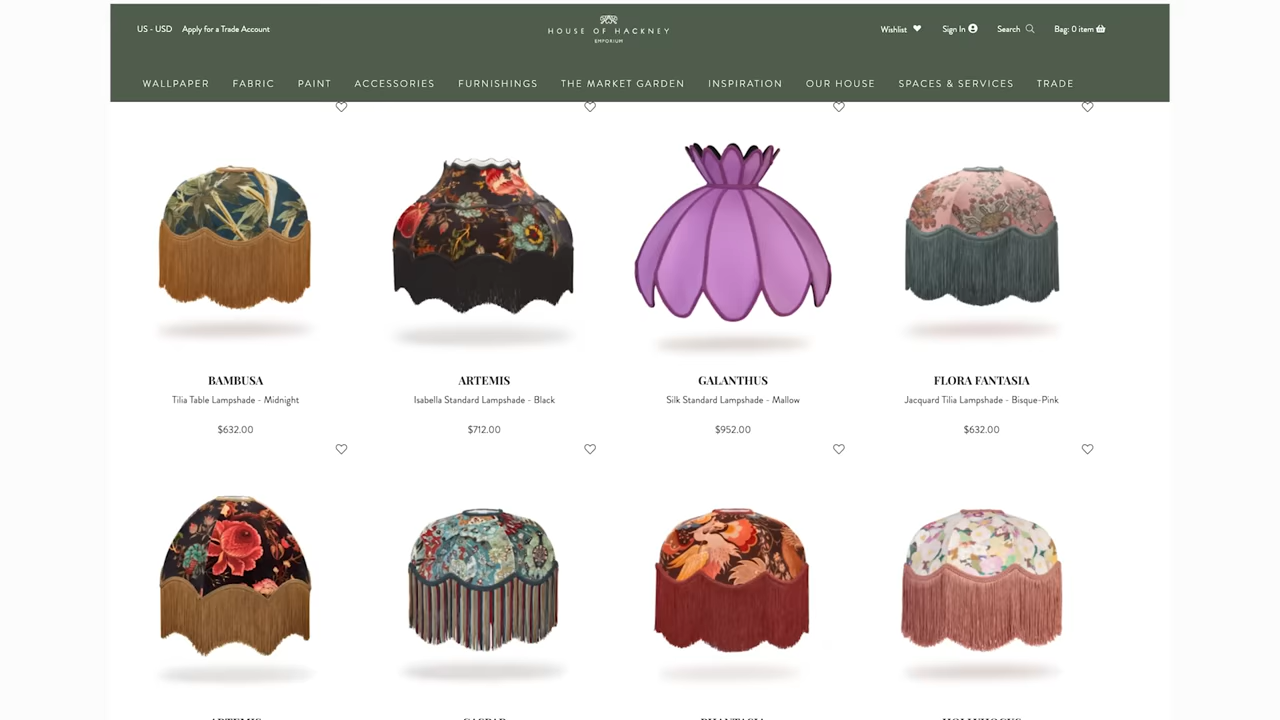 US - USD Apply for a Trade Account
HOUSE OF HACKNEY
EMPORIUM
Wishlist Sign In Search Bag: 0 item
WALLPAPER FABRIC PAINT ACCESSORIES FURNISHINGS THE MARKET GARDEN INSPIRATION OUR HOUSE SPACES & SERVICES TRADE
BAMBUSA ARTEMIS GALANTHUS FLORA FANTASIA
Tilia Table Lampshade - Midnight Isabella Standard Lampshade - Black Silk Standard Lampshade - Mallow Jacquard Tilia Lampshade - Bisque-Pink
$632.00 $712.00 $952.00 $632.00